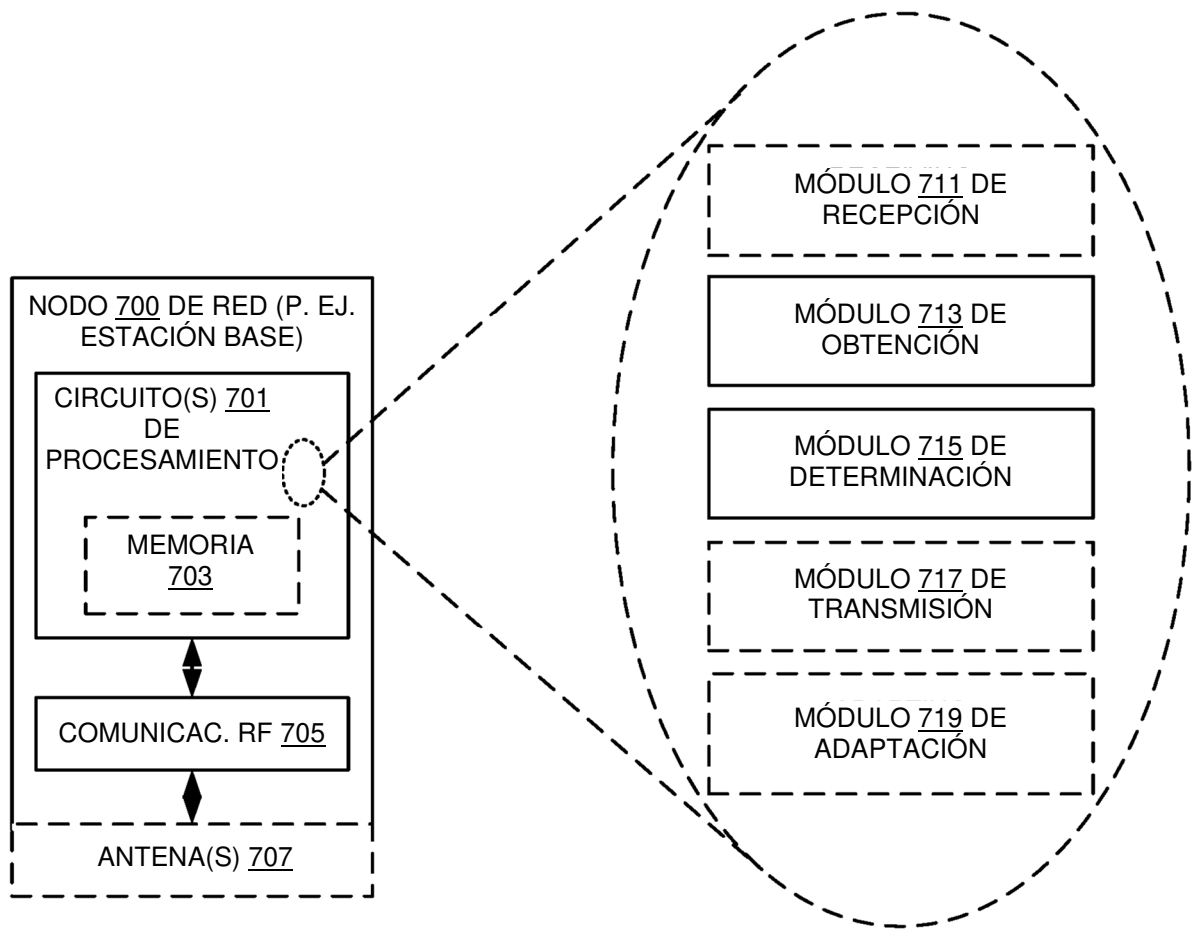 NODO 700 DE RED (P. EJ.
ESTACIÓN BASE)
CIRCUITO(S) 701
DE
PROCESAMIENTO
MEMORIA
703
COMUNICAC. RF 705
ANTENA(S) 707
MÓDULO 711 DE
RECEPCIÓN
MÓDULO 713 DE
OBTENCIÓN
MÓDULO 715 DE
DETERMINACIÓN
MÓDULO 717 DE
TRANSMISIÓN
MÓDULO 719 DE
ADAPTACIÓN